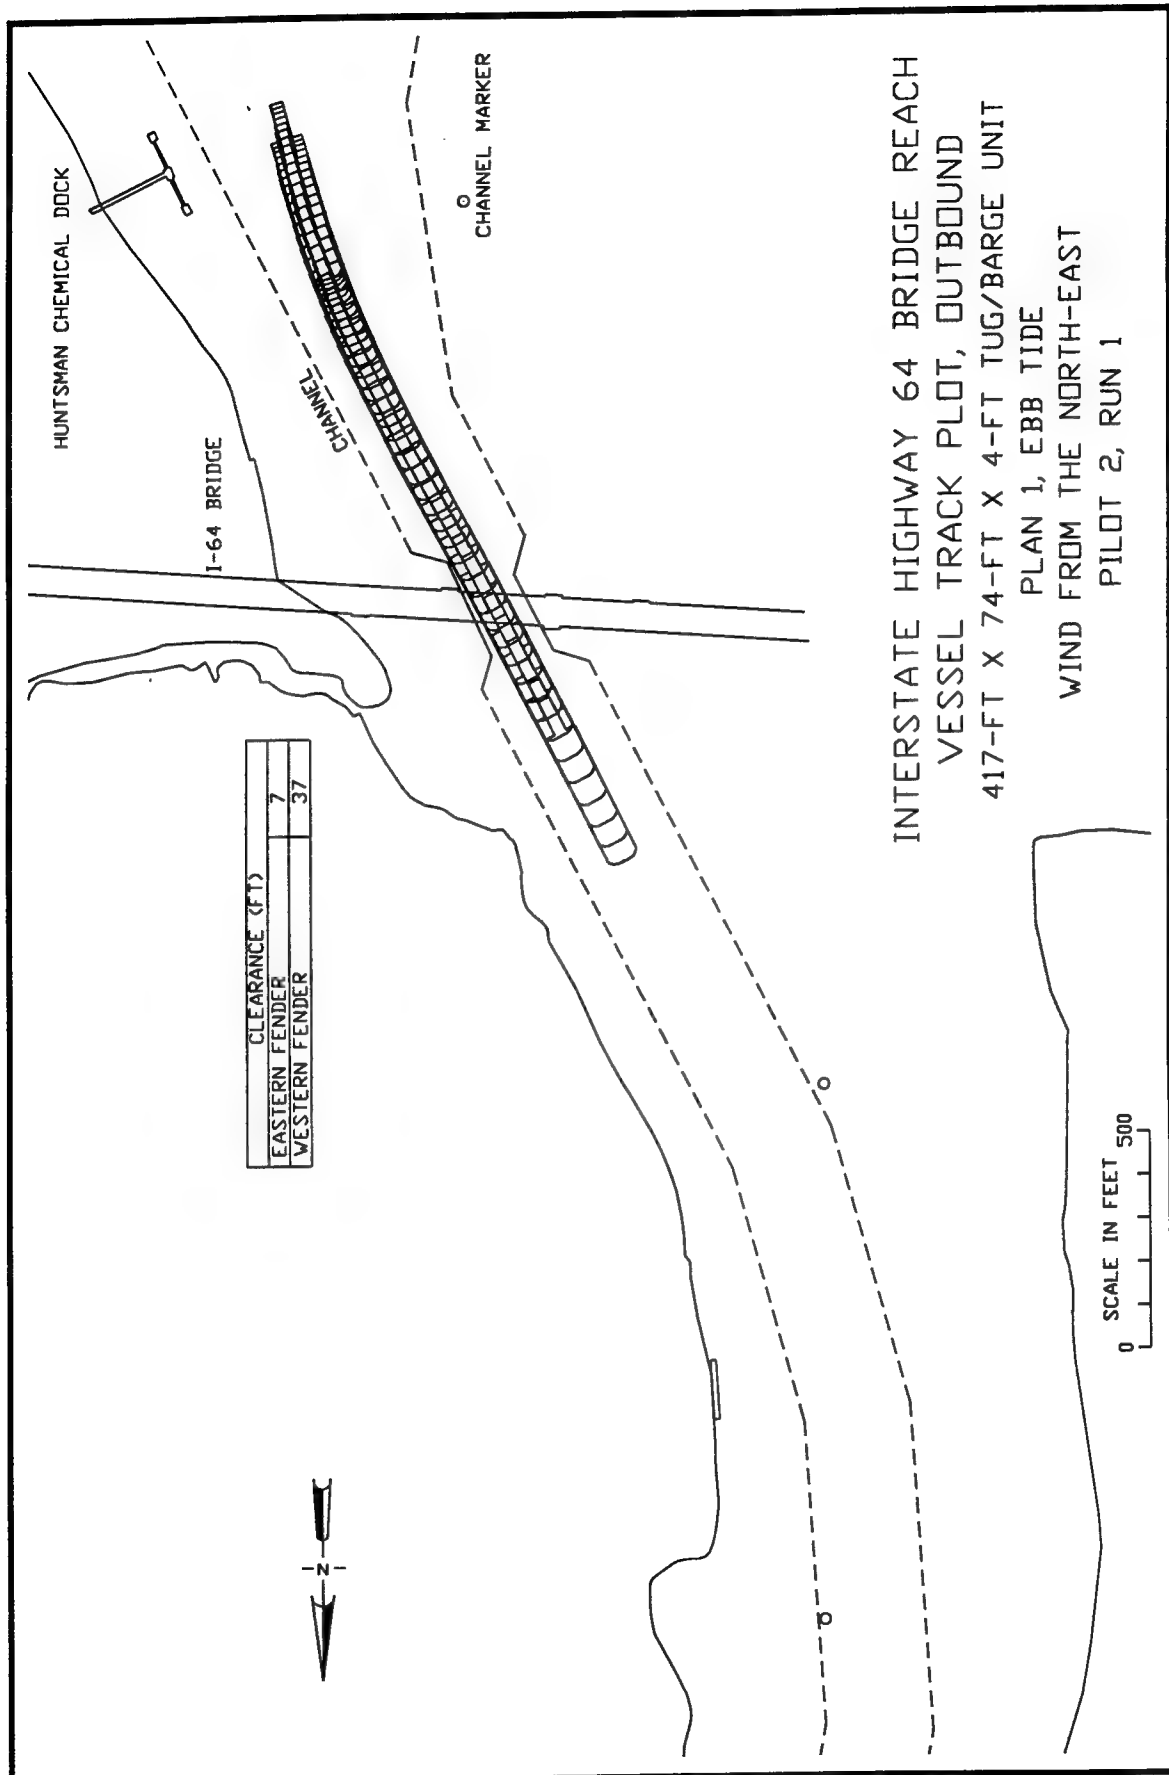 HUNTSMAN CHEMICAL DOCK
I-64 BRIDGE
CHANNEL
CHANNEL MARKER
CLEARANCE (FT)
EASTERN FENDER 7
WESTERN FENDER 37
N
INTERSTATE HIGHWAY 64 BRIDGE REACH
VESSEL TRACK PLOT, OUTBOUND
417-FT X 74-FT X 4-FT TUG/BARGE UNIT
PLAN 1, EBB TIDE
WIND FROM THE NORTH-EAST
PILOT 2, RUN 1
SCALE IN FEET
0 500